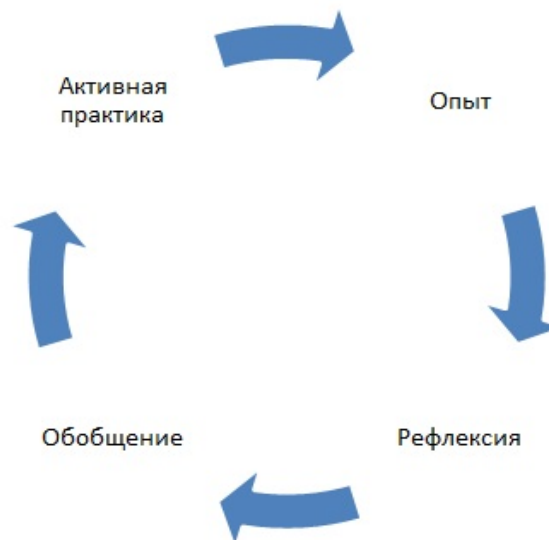 Активная
практика
Опыт
Обобщение
Рефлексия